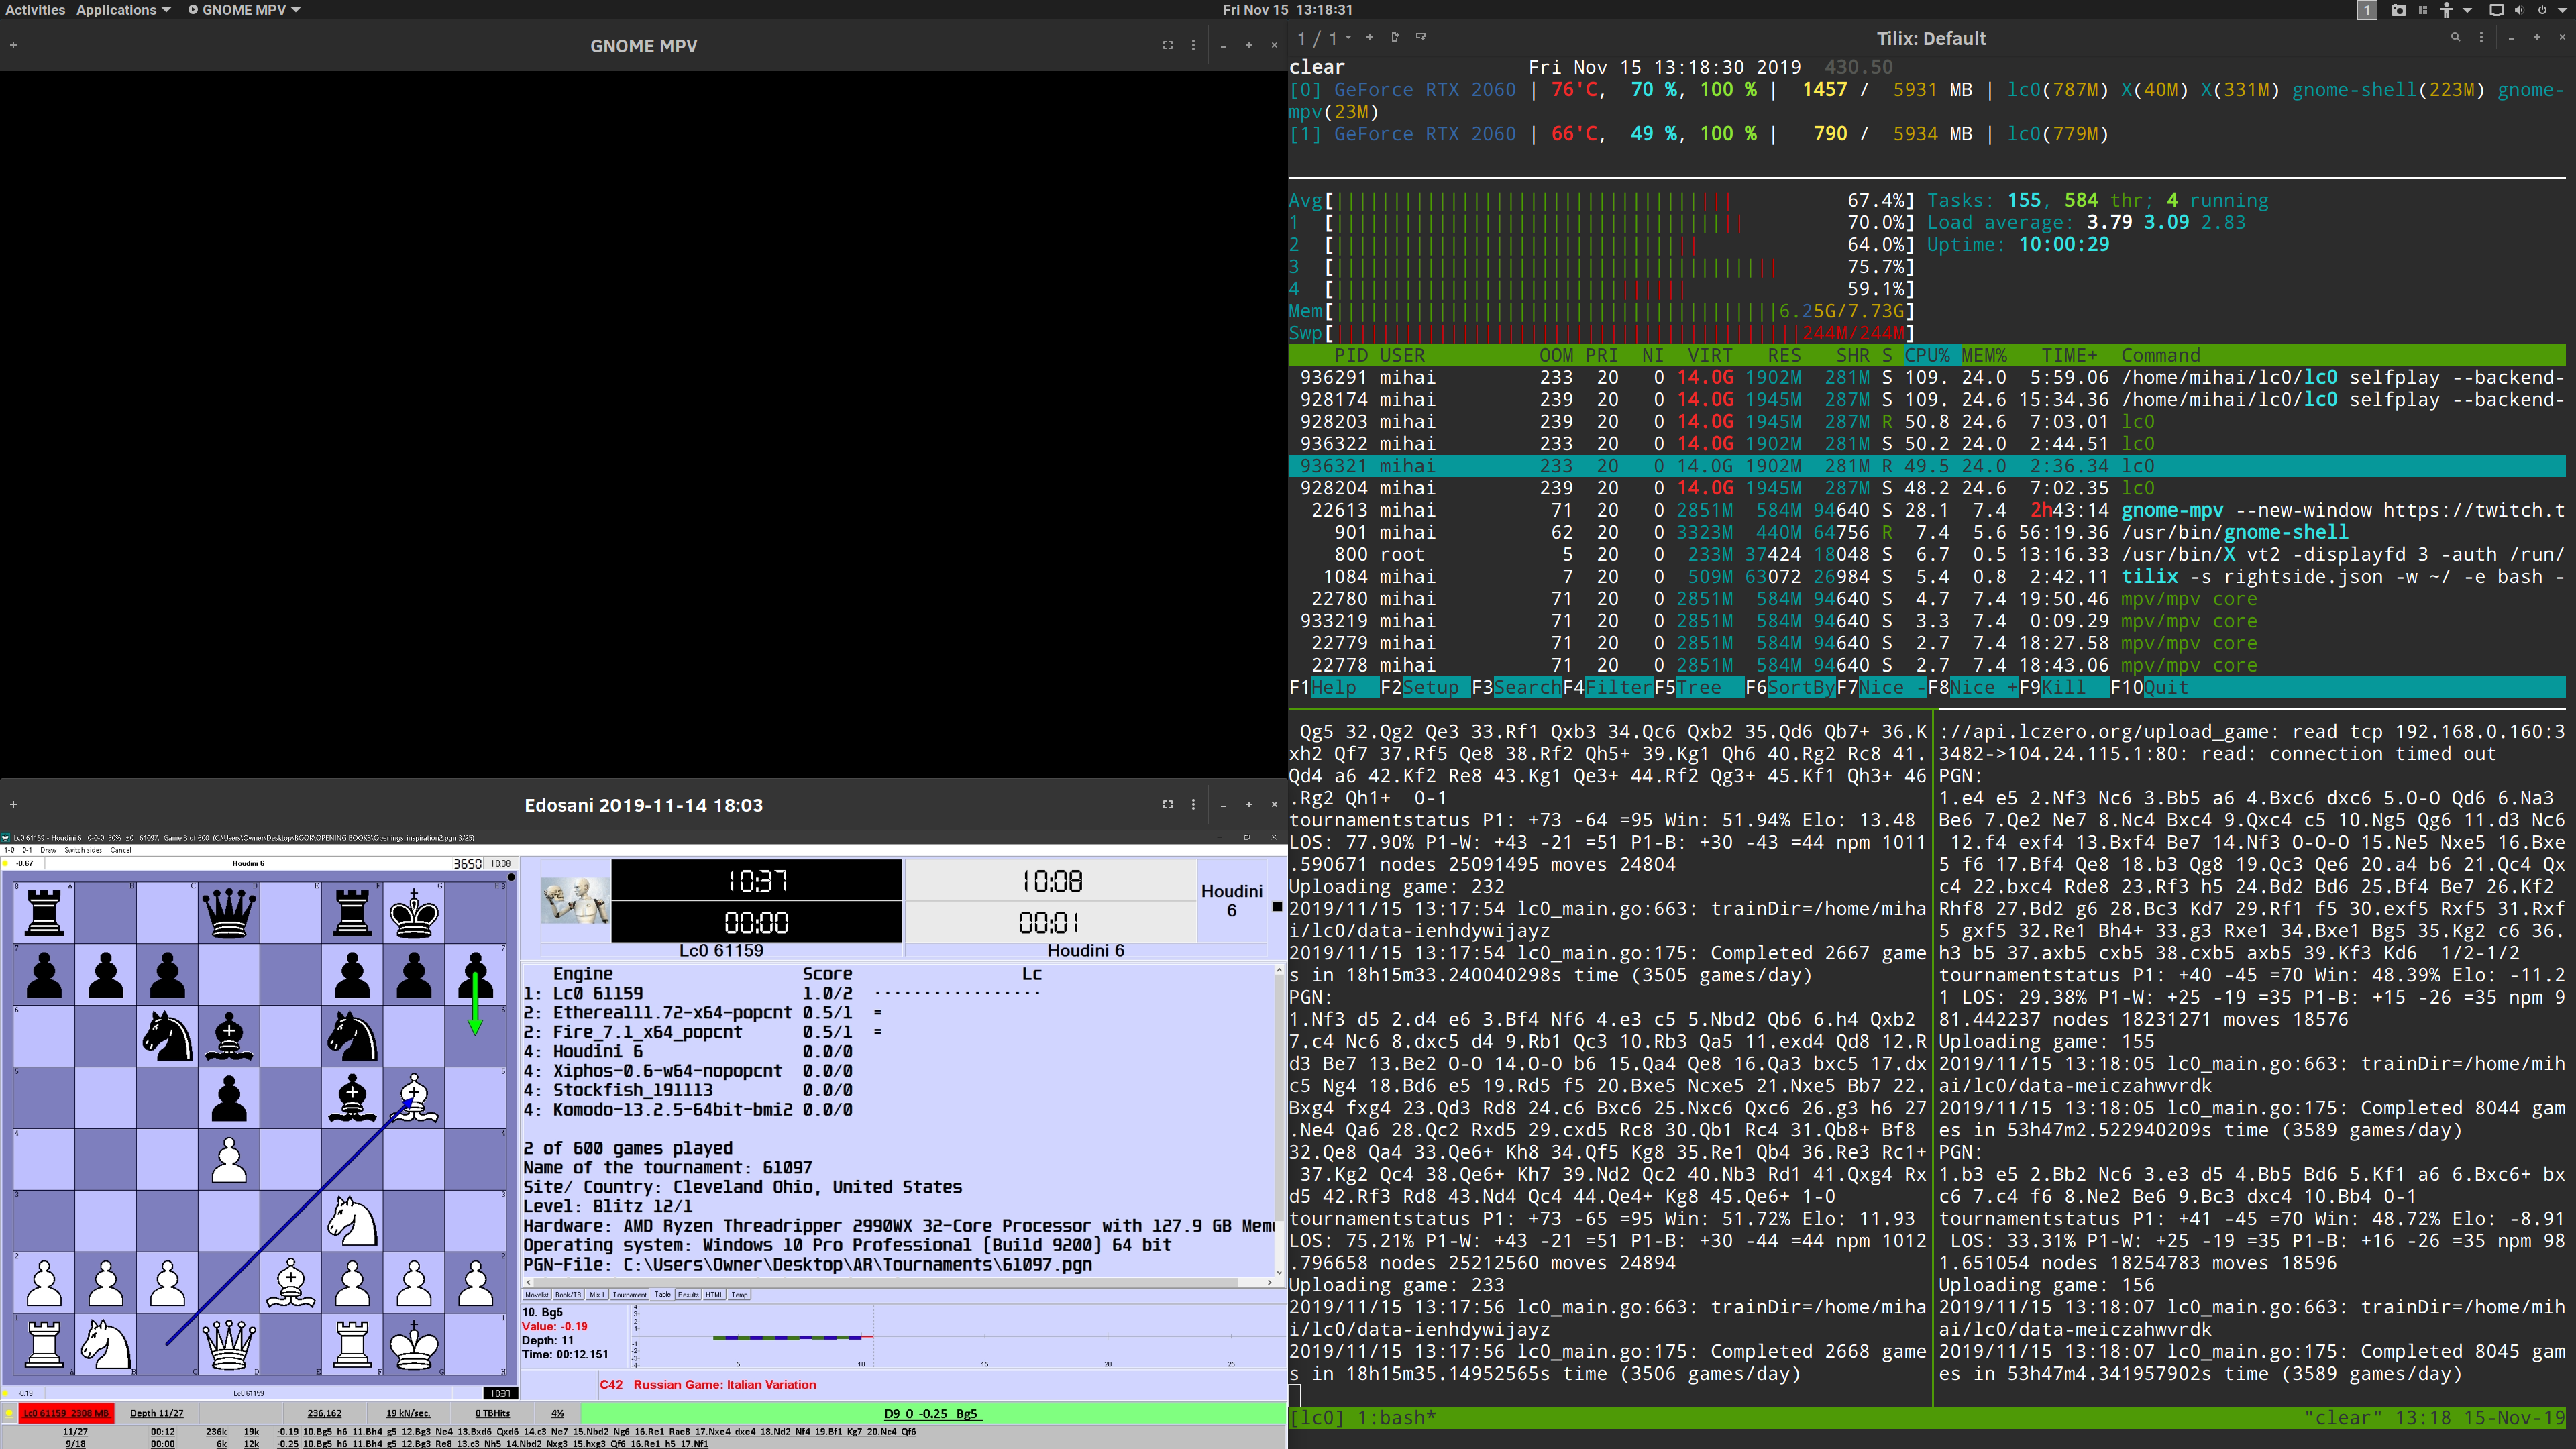 Activities Applications GNOME MPV Fri Nov 15 13:18:31 1
GNOME MPV
1 / 1 Tilix: Default
clear Fri Nov 15 13:18:30 2019 430.50
[0] GeForce RTX 2060 | 76'C, 70 %, 100 % | 1457 / 5931 MB | lc0(787M) X(40M) X(331M) gnome-shell(223M) gnome-
mpv(23M)
[1] GeForce RTX 2060 | 66'C, 49 %, 100 % | 790 / 5934 MB | lc0(779M)
Avg[ 67.4%] Tasks: 155, 584 thr; 4 running
1 [ 70.0%] Load average: 3.79 3.09 2.83
2 [ 64.0%] Uptime: 10:00:29
3 [ 75.7%]
4 [ 59.1%]
Mem[ 6.25G/7.73G]
Swp[ 244M/244M]
PID USER OOM PRI NI VIRT RES SHR S CPU% MEM% TIME+ Command
936291 mihai 233 20 0 14.0G 1902M 281M S 109. 24.0 5:59.06 /home/mihai/lc0/lc0 selfplay --backend-
928174 mihai 239 20 0 14.0G 1945M 287M S 109. 24.6 15:34.36 /home/mihai/lc0/lc0 selfplay --backend-
928203 mihai 239 20 0 14.0G 1945M 287M R 50.8 24.6 7:03.01 lc0
936322 mihai 233 20 0 14.0G 1902M 281M S 50.2 24.0 2:44.51 lc0
936321 mihai 233 20 0 14.0G 1902M 281M R 49.5 24.0 2:36.34 lc0
928204 mihai 239 20 0 14.0G 1945M 287M S 48.2 24.6 7:02.35 lc0
22613 mihai 71 20 0 2851M 584M 94640 S 28.1 7.4 2h43:14 gnome-mpv --new-window https://twitch.t
901 mihai 62 20 0 3323M 440M 64756 R 7.4 5.6 56:19.36 /usr/bin/gnome-shell
800 root 5 20 0 233M 37424 18048 S 6.7 0.5 13:16.33 /usr/bin/X vt2 -displayfd 3 -auth /run/
1084 mihai 7 20 0 509M 63072 26984 S 5.4 0.8 2:42.11 tilix -s rightside.json -w ~/ -e bash -
22780 mihai 71 20 0 2851M 584M 94640 S 4.7 7.4 19:50.46 mpv/mpv core
933219 mihai 71 20 0 2851M 584M 94640 S 3.3 7.4 0:09.29 mpv/mpv core
22779 mihai 71 20 0 2851M 584M 94640 S 2.7 7.4 18:27.58 mpv/mpv core
22778 mihai 71 20 0 2851M 584M 94640 S 2.7 7.4 18:43.06 mpv/mpv core
F1Help F2Setup F3SearchF4FilterF5Tree F6SortByF7Nice -F8Nice +F9Kill F10Quit
Qg5 32.Qg2 Qe3 33.Rf1 Qxb3 34.Qc6 Qxb2 35.Qd6 Qb7+ 36.K
xh2 Qf7 37.Rf5 Qe8 38.Rf2 Qh5+ 39.Kg1 Qh6 40.Rg2 Rc8 41.
Qd4 a6 42.Kf2 Re8 43.Kg1 Qe3+ 44.Rf2 Qg3+ 45.Kf1 Qh3+ 46
.Rg2 Qh1+ 0-1
tournamentstatus P1: +73 -64 =95 Win: 51.94% Elo: 13.48
LOS: 77.90% P1-W: +43 -21 =51 P1-B: +30 -43 =44 npm 1011
.590671 nodes 25091495 moves 24804
Uploading game: 232
2019/11/15 13:17:54 lc0_main.go:663: trainDir=/home/miha
i/lc0/data-ienhdywijayz
2019/11/15 13:17:54 lc0_main.go:175: Completed 2667 game
s in 18h15m33.240040298s time (3505 games/day)
PGN:
1.Nf3 d5 2.d4 e6 3.Bf4 Nf6 4.e3 c5 5.Nbd2 Qb6 6.h4 Qxb2
7.c4 Nc6 8.dxc5 d4 9.Rb1 Qc3 10.Rb3 Qa5 11.exd4 Qd8 12.R
d3 Be7 13.Be2 O-O 14.O-O b6 15.Qa4 Qe8 16.Qa3 bxc5 17.dx
c5 Ng4 18.Bd6 e5 19.Rd5 f5 20.Bxe5 Ncxe5 21.Nxe5 Bb7 22.
Bxg4 fxg4 23.Qd3 Rd8 24.c6 Bxc6 25.Nxc6 Qxc6 26.g3 h6 27
.Ne4 Qa6 28.Qc2 Rxd5 29.cxd5 Rc8 30.Qb1 Rc4 31.Qb8+ Bf8
32.Qe8 Qa4 33.Qe6+ Kh8 34.Qf5 Kg8 35.Re1 Qb4 36.Re3 Rc1+
37.Kg2 Qc4 38.Qe6+ Kh7 39.Nd2 Qc2 40.Nb3 Rd1 41.Qxg4 Rx
d5 42.Rf3 Rd8 43.Nd4 Qc4 44.Qe4+ Kg8 45.Qe6+ 1-0
tournamentstatus P1: +73 -65 =95 Win: 51.72% Elo: 11.93
LOS: 75.21% P1-W: +43 -21 =51 P1-B: +30 -44 =44 npm 1012
.796658 nodes 25212560 moves 24894
Uploading game: 233
2019/11/15 13:17:56 lc0_main.go:663: trainDir=/home/miha
i/lc0/data-ienhdywijayz
2019/11/15 13:17:56 lc0_main.go:175: Completed 2668 game
s in 18h15m35.14952565s time (3506 games/day)
://api.lczero.org/upload_game: read tcp 192.168.0.160:3
3482->104.24.115.1:80: read: connection timed out
PGN:
1.e4 e5 2.Nf3 Nc6 3.Bb5 a6 4.Bxc6 dxc6 5.O-O Qd6 6.Na3
Be6 7.Qe2 Ne7 8.Nc4 Bxc4 9.Qxc4 c5 10.Ng5 Qg6 11.d3 Nc6
12.f4 exf4 13.Bxf4 Be7 14.Nf3 O-O-O 15.Ne5 Nxe5 16.Bxe
5 f6 17.Bf4 Qe8 18.b3 Qg8 19.Qc3 Qe6 20.a4 b6 21.Qc4 Qx
c4 22.bxc4 Rde8 23.Rf3 h5 24.Bd2 Bd6 25.Bf4 Be7 26.Kf2
Rhf8 27.Bd2 g6 28.Bc3 Kd7 29.Rf1 f5 30.exf5 Rxf5 31.Rxf
5 gxf5 32.Re1 Bh4+ 33.g3 Rxe1 34.Bxe1 Bg5 35.Kg2 c6 36.
h3 b5 37.axb5 cxb5 38.cxb5 axb5 39.Kf3 Kd6 1/2-1/2
tournamentstatus P1: +40 -45 =70 Win: 48.39% Elo: -11.2
1 LOS: 29.38% P1-W: +25 -19 =35 P1-B: +15 -26 =35 npm 9
81.442237 nodes 18231271 moves 18576
Uploading game: 155
2019/11/15 13:18:05 lc0_main.go:663: trainDir=/home/mih
ai/lc0/data-meiczahwvrdk
2019/11/15 13:18:05 lc0_main.go:175: Completed 8044 gam
es in 53h47m2.522940209s time (3589 games/day)
PGN:
1.b3 e5 2.Bb2 Nc6 3.e3 d5 4.Bb5 Bd6 5.Kf1 a6 6.Bxc6+ bx
c6 7.c4 f6 8.Ne2 Be6 9.Bc3 dxc4 10.Bb4 0-1
tournamentstatus P1: +41 -45 =70 Win: 48.72% Elo: -8.91
LOS: 33.31% P1-W: +25 -19 =35 P1-B: +16 -26 =35 npm 98
1.651054 nodes 18254783 moves 18596
Uploading game: 156
2019/11/15 13:18:07 lc0_main.go:663: trainDir=/home/mih
ai/lc0/data-meiczahwvrdk
2019/11/15 13:18:07 lc0_main.go:175: Completed 8045 gam
es in 53h47m4.341957902s time (3589 games/day)
[lc0] 1:bash* "clear" 13:18 15-Nov-19
Edosani 2019-11-14 18:03
Lc0 61159 - Houdini 6 0-0-0 50% ±0 61097: Game 3 of 600 (C:\Users\Owner\Desktop\BOOK\OPENING BOOKS\Openings_inspiration2.pgn 3/25)
1-0 0-1 Draw Switch sides Cancel
-0.67 Houdini 6 3650 10:08
10:37 10:08
00:00 00:01
Houdini 6
Lc0 61159 Houdini 6
Engine Score Lc
1: Lc0 61159 1.0/2 - - - - - - - - - - - - - - - - -
2: Ethereal11.72-x64-popcnt 0.5/1 =
2: Fire_7.1_x64_popcnt 0.5/1 =
4: Houdini 6 0.0/0
4: Xiphos-0.6-w64-nopopcnt 0.0/0
4: Stockfish_191113 0.0/0
4: Komodo-13.2.5-64bit-bmi2 0.0/0
2 of 600 games played
Name of the tournament: 61097
Site/ Country: Cleveland Ohio, United States
Level: Blitz 12/1
Hardware: AMD Ryzen Threadripper 2990WX 32-Core Processor with 127.9 GB Mem
Operating system: Windows 10 Pro Professional (Build 9200) 64 bit
PGN-File: C:\Users\Owner\Desktop\AR\Tournaments\61097.pgn
Movelist Book/TB Mix 1 Tournament Table Results HTML Temp
10. Bg5
Value: -0.19
Depth: 11
Time: 00:12.151
5 10 15 20 25
C42 Russian Game: Italian Variation
-0.19 Lc0 61159 10:37
Lc0 61159 2808 MB Depth 11/27 236,162 19 kN/sec. 0 TBHits 4% D9 0 -0.25 Bg5
11/27 00:12 236k 19k -0.19 10.Bg5 h6 11.Bh4 g5 12.Bg3 Ne4 13.Bxd6 Qxd6 14.c3 Ne7 15.Nbd2 Ng6 16.Re1 Rae8 17.Nxe4 dxe4 18.Nd2 Nf4 19.Bf1 Kg7 20.Nc4 Qf6
9/18 00:00 6k 12k -0.25 10.Bg5 h6 11.Bh4 g5 12.Bg3 Re8 13.c3 Nh5 14.Nbd2 Nxg3 15.hxg3 Qf6 16.Re1 h5 17.Nf1